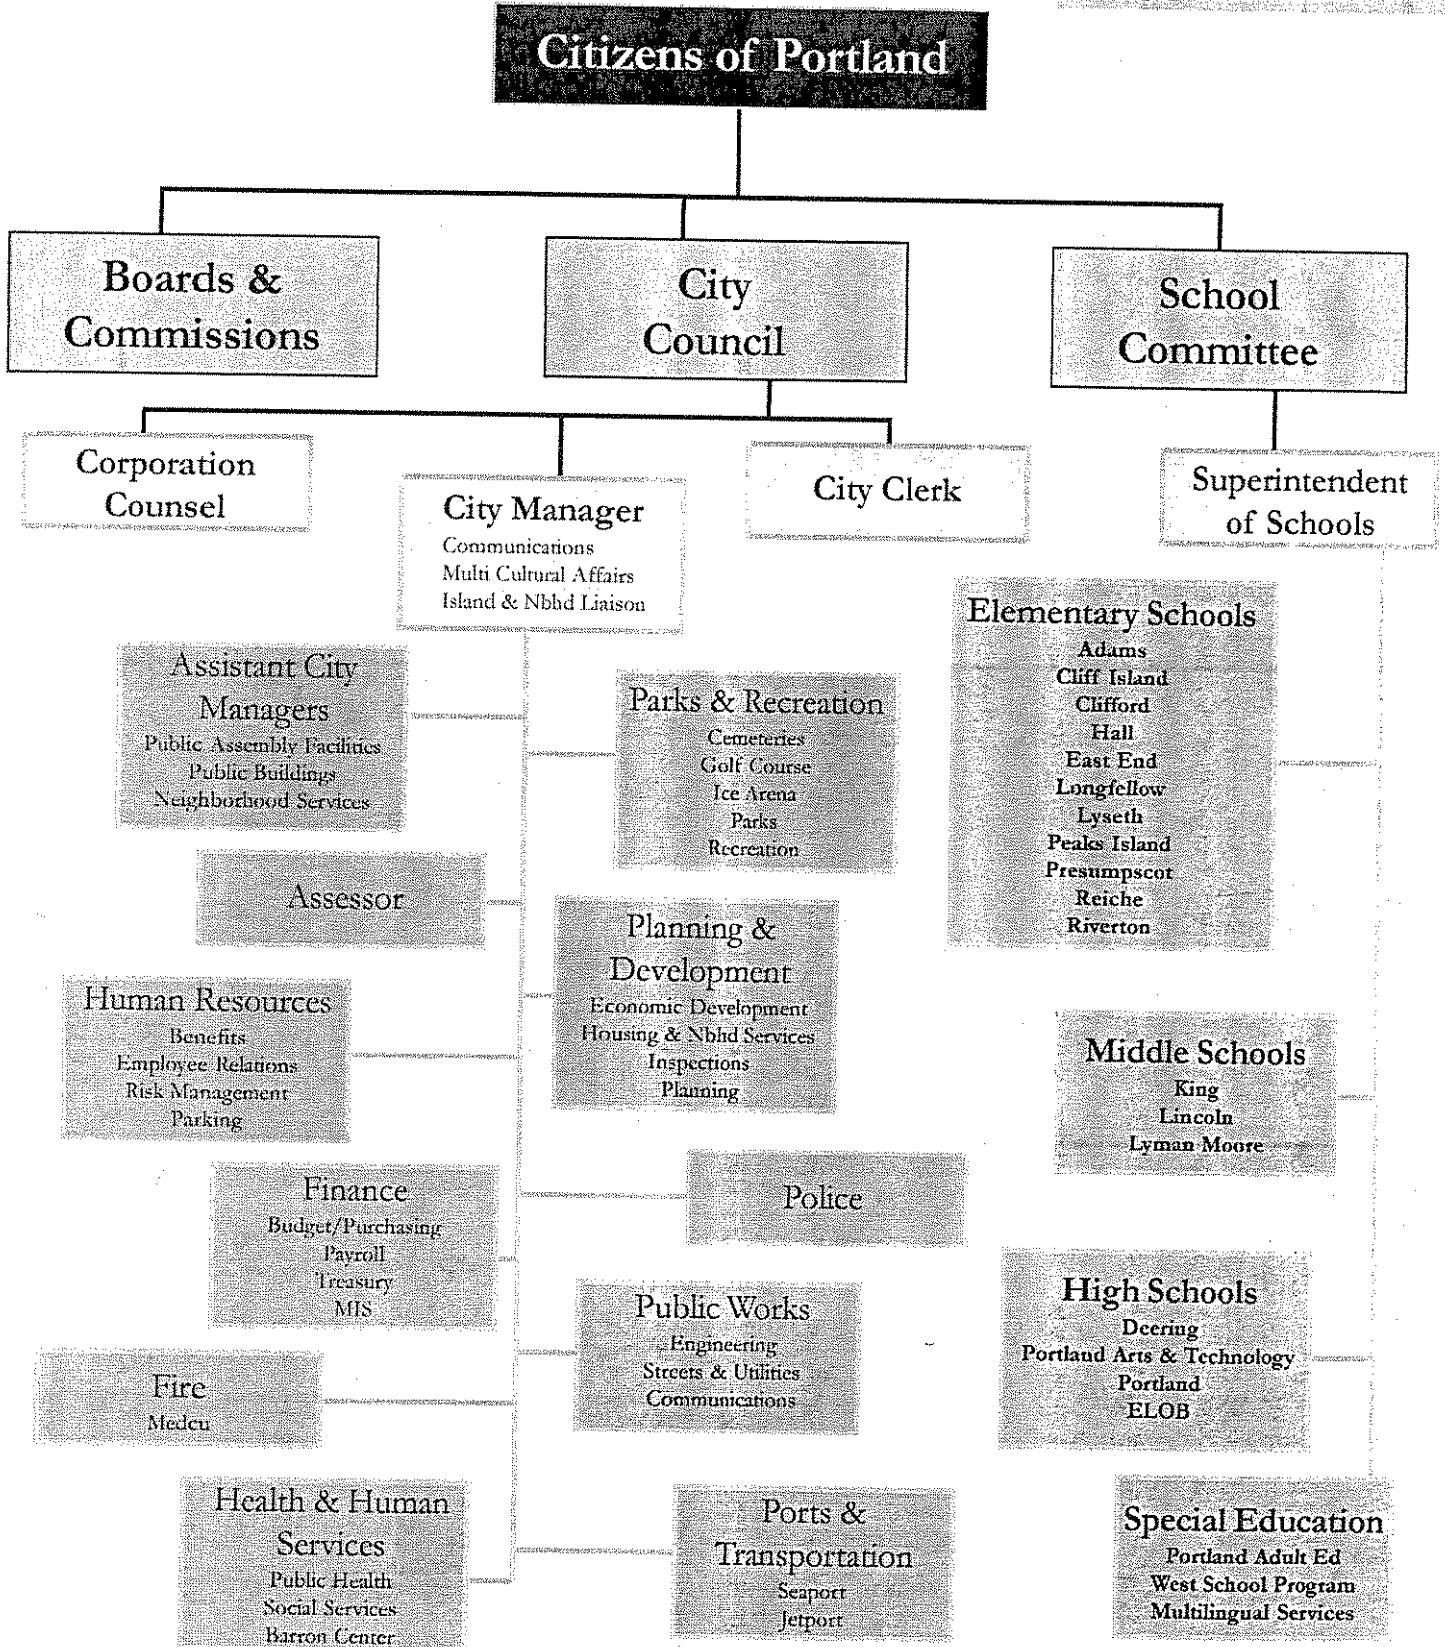 Citizens of Portland
Boards &
Commissions
City
Council
School
Committee
Corporation
Counsel
City Manager
Communications
Multi Cultural Affairs
Island & Nbhd Liaison
City Clerk
Superintendent
of Schools
Assistant City
Managers
Public Assembly Facilities
Public Buildings
Neighborhood Services
Parks & Recreation
Cemeteries
Golf Course
Ice Arena
Parks
Recreation
Elementary Schools
Adams
Cliff Island
Clifford
Hall
East End
Longfellow
Lyseth
Peaks Island
Presumpscot
Reiche
Riverton
Assessor
Planning &
Development
Economic Development
Housing & Nbhd Services
Inspections
Planning
Human Resources
Benefits
Employee Relations
Risk Management
Parking
Middle Schools
King
Lincoln
Lyman Moore
Finance
Budget/Purchasing
Payroll
Treasury
MIS
Police
Public Works
Engineering
Streets & Utilities
Communications
High Schools
Deering
Portland Arts & Technology
Portland
ELOB
Fire
Medcu
Health & Human
Services
Public Health
Social Services
Barron Center
Ports &
Transportation
Seaport
Jetport
Special Education
Portland Adult Ed
West School Program
Multilingual Services